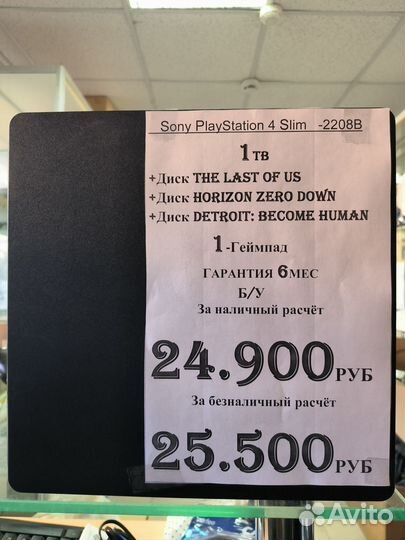 Sony PlayStation 4 Slim -2208B
1TB
+Диск THE LAST OF US
+Диск HORIZON ZERO DOWN
+Диск DETROIT: BECOME HUMAN
1-Геймпад
ГАРАНТИЯ 6МЕС
Б/У
За наличный расчёт
24.900РУБ
За безналичный расчёт
25.500РУБ
Avito